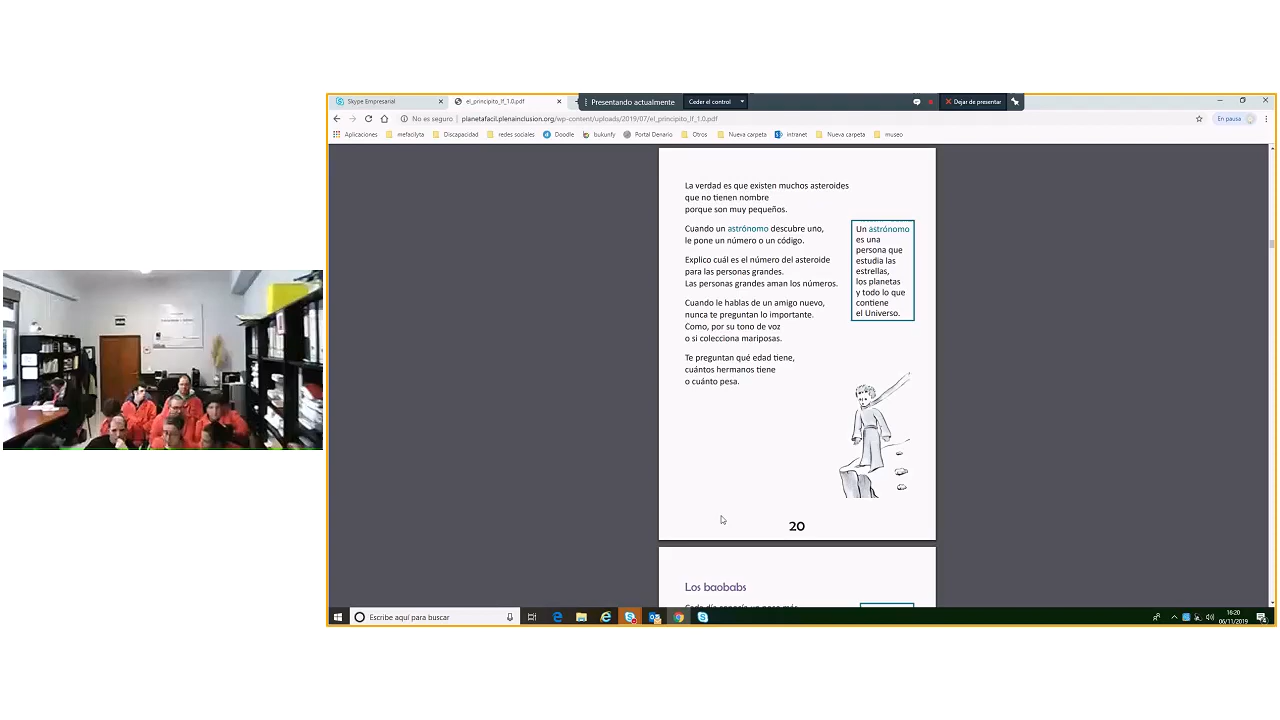 Skype Empresarial
el_principito_lf_1.0.pdf
Presentando actualmente
Ceder el control
Dejar de presentar
No es seguro
planetafacil.plenainclusion.org/wp-content/uploads/2019/07/el_principito_lf_1.0.pdf
En pausa
Aplicaciones
mefacilyta
Discapacidad
redes sociales
Doodle
bukunfy
Portal Denario
Otros
Nueva carpeta
intranet
Nueva carpeta
museo
La verdad es que existen muchos asteroides
que no tienen nombre
porque son muy pequeños.
Cuando un astrónomo descubre uno,
le pone un número o un código.
Explico cuál es el número del asteroide
para las personas grandes.
Las personas grandes aman los números.
Cuando le hablas de un amigo nuevo,
nunca te preguntan lo importante.
Como, por su tono de voz
o si colecciona mariposas.
Te preguntan qué edad tiene,
cuántos hermanos tiene
o cuánto pesa.
Un astrónomo
es una
persona que
estudia las
estrellas,
los planetas
y todo lo que
contiene
el Universo.
20
Los baobabs
Escribe aquí para buscar
18:20
06/11/2019